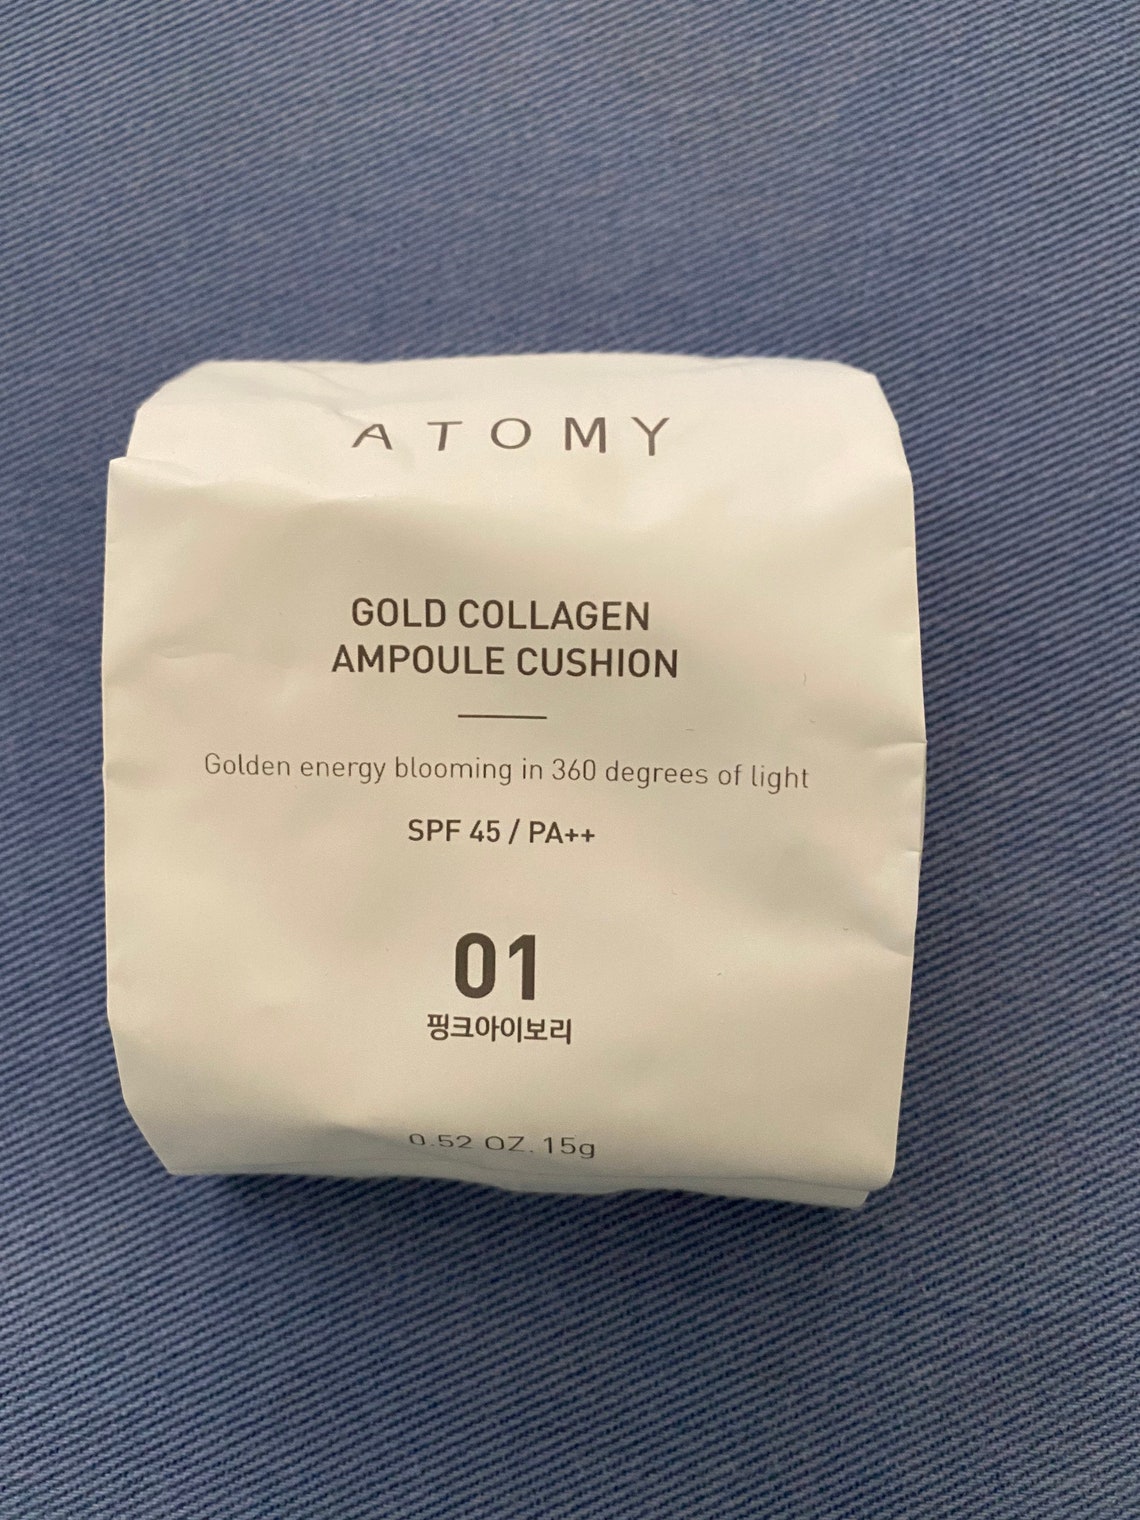 ATOMY
GOLD COLLAGEN
AMPOULE CUSHION
Golden energy blooming in 360 degrees of light
SPF 45 / PA++
01
핑크아이보리
0.52 OZ. 15g